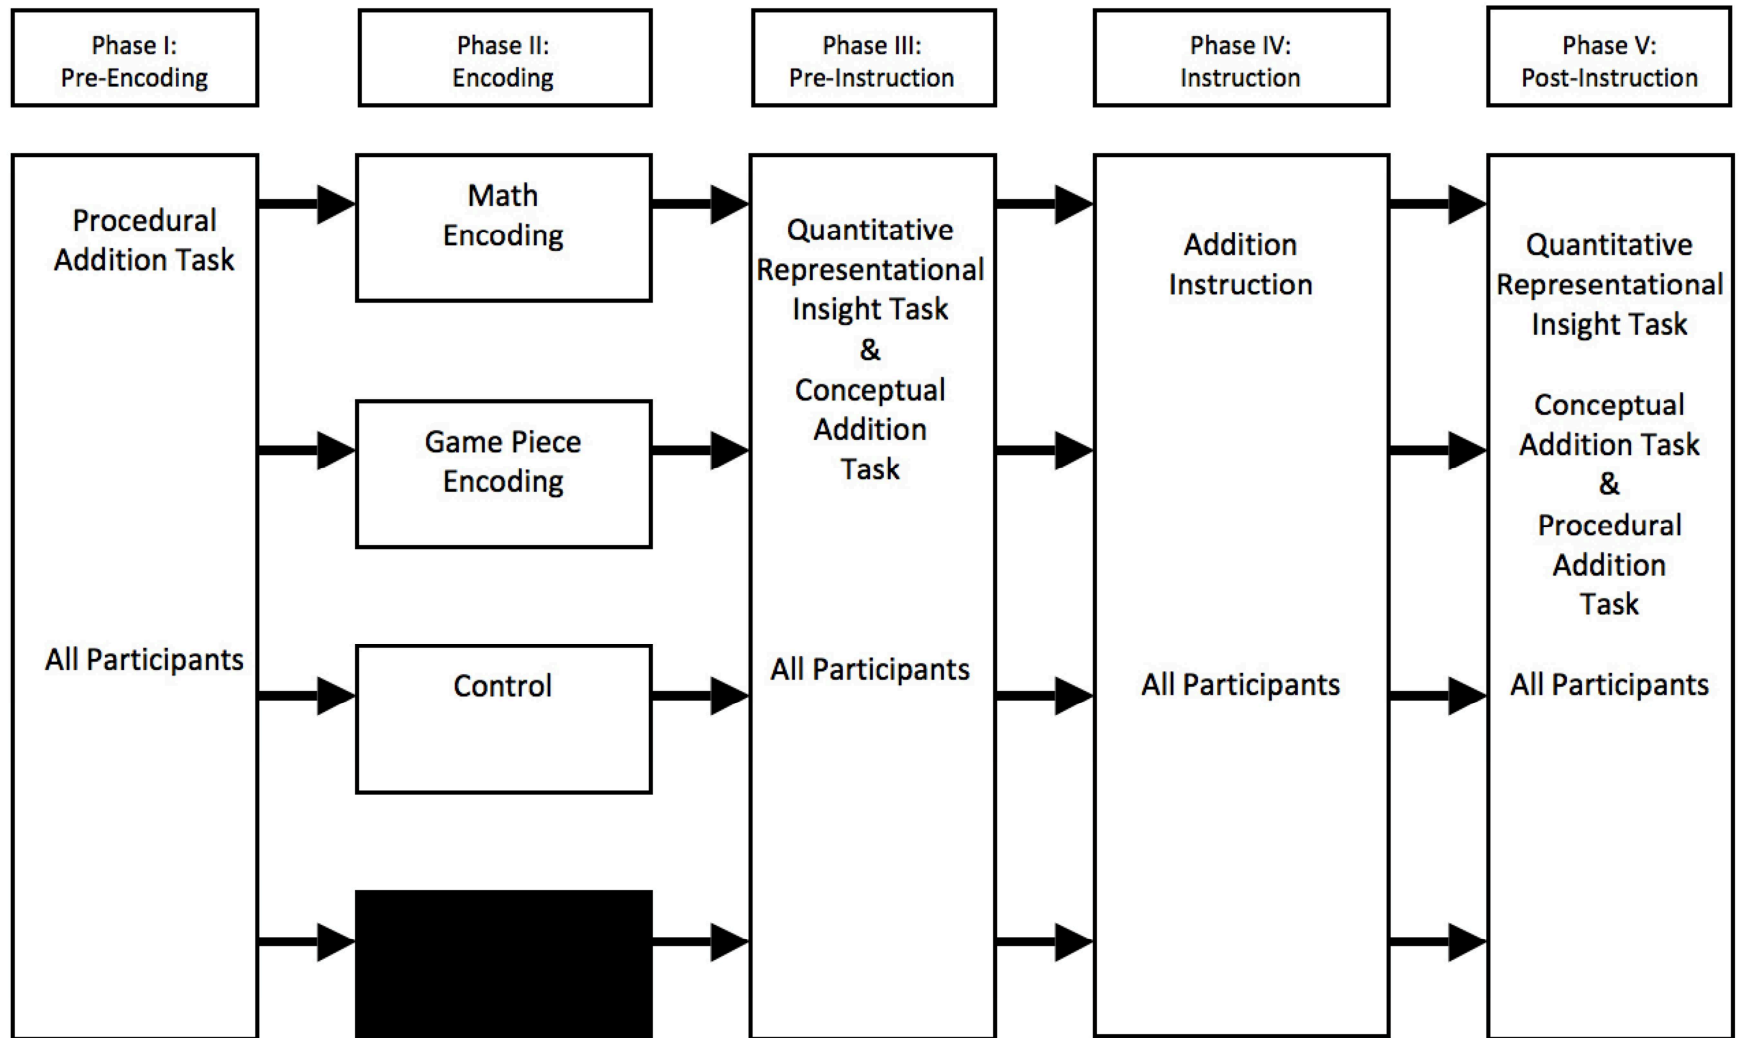 Phase I:
Pre-Encoding
Phase II:
Encoding
Phase III:
Pre-Instruction
Phase IV:
Instruction
Phase V:
Post-Instruction
Procedural
Addition Task
All Participants
Math
Encoding
Game Piece
Encoding
Control
Quantitative
Representational
Insight Task
&
Conceptual
Addition
Task
All Participants
Addition
Instruction
All Participants
Quantitative
Representational
Insight Task
Conceptual
Addition Task
&
Procedural
Addition
Task
All Participants